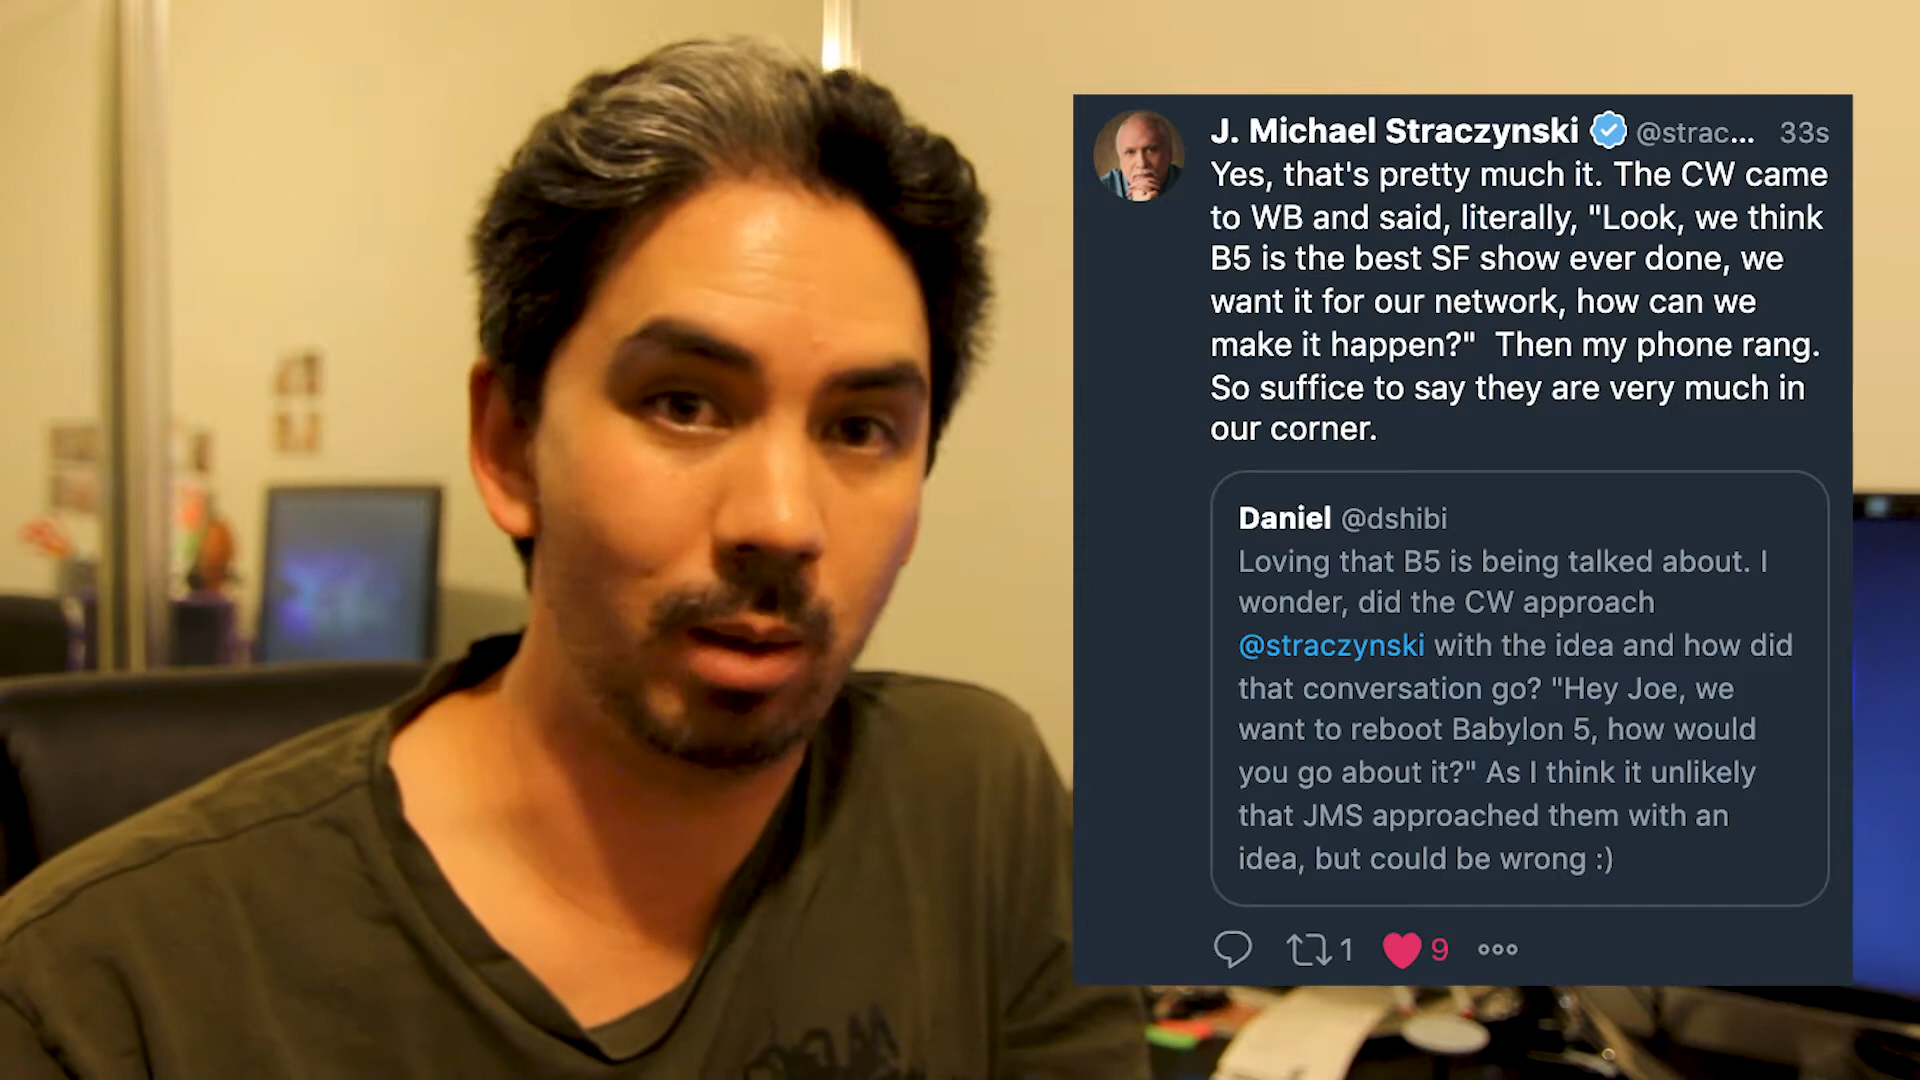 J. Michael Straczynski @strac... 33s
Yes, that's pretty much it. The CW came
to WB and said, literally, "Look, we think
B5 is the best SF show ever done, we
want it for our network, how can we
make it happen?"  Then my phone rang.
So suffice to say they are very much in
our corner.
Daniel @dshibi
Loving that B5 is being talked about. I
wonder, did the CW approach
@straczynski with the idea and how did
that conversation go? "Hey Joe, we
want to reboot Babylon 5, how would
you go about it?" As I think it unlikely
that JMS approached them with an
idea, but could be wrong :)
1 9